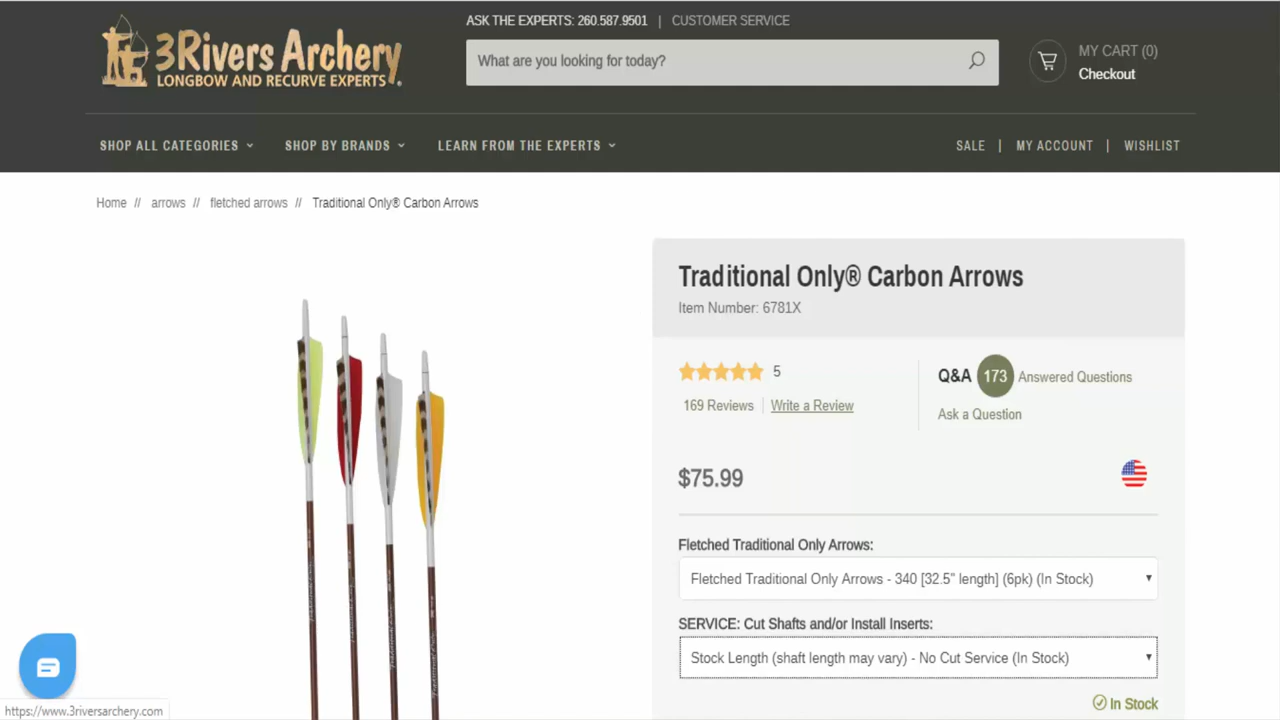 ASK THE EXPERTS: 260.587.9501 | CUSTOMER SERVICE
3Rivers Archery
LONGBOW AND RECURVE EXPERTS
What are you looking for today?
MY CART (0)
Checkout
SHOP ALL CATEGORIES SHOP BY BRANDS LEARN FROM THE EXPERTS SALE | MY ACCOUNT | WISHLIST
Home // arrows // fletched arrows // Traditional Only® Carbon Arrows
Traditional Only® Carbon Arrows
Item Number: 6781X
5
169 Reviews Write a Review
Q&A 173 Answered Questions
Ask a Question
$75.99
Fletched Traditional Only Arrows:
Fletched Traditional Only Arrows - 340 [32.5" length] (6pk) (In Stock)
SERVICE: Cut Shafts and/or Install Inserts:
Stock Length (shaft length may vary) - No Cut Service (In Stock)
In Stock
https://www.3riversarchery.com